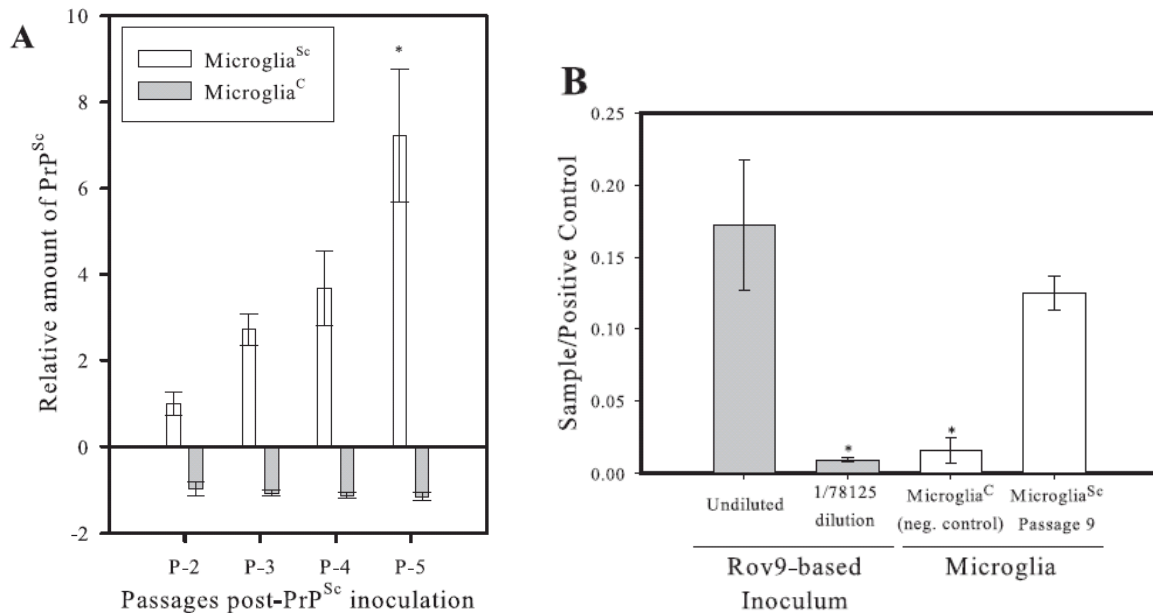 A
10
8
6
4
2
0
-2
Relative amount of PrP^Sc
Microglia^Sc
Microglia^C
*
P-2 P-3 P-4 P-5
Passages post-PrP^Sc inoculation
B
0.25
0.20
0.15
0.10
0.05
0.00
Sample/Positive Control
*
*
Undiluted
1/78125
dilution
Microglia^C
(neg. control)
Microglia^Sc
Passage 9
Rov9-based
Inoculum
Microglia